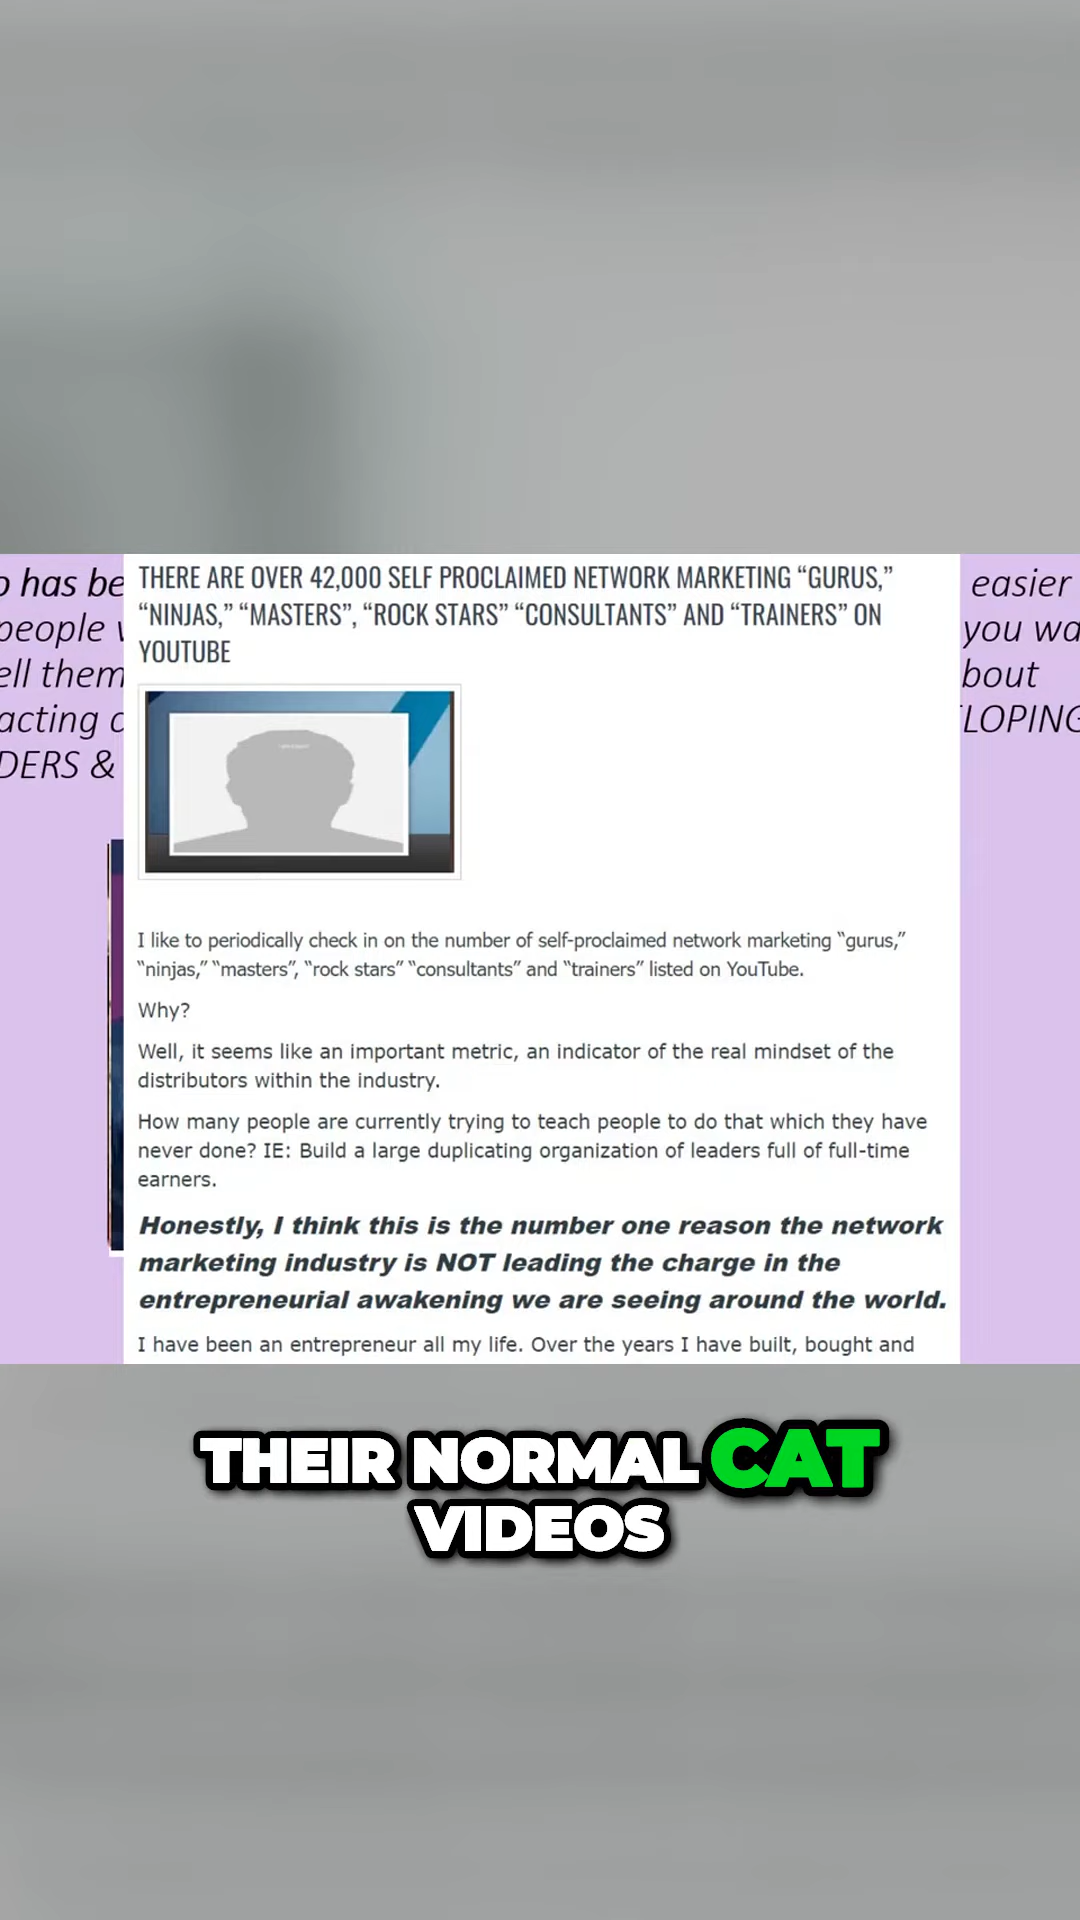 THERE ARE OVER 42,000 SELF PROCLAIMED NETWORK MARKETING “GURUS,”
“NINJAS,” “MASTERS”, “ROCK STARS” “CONSULTANTS” AND “TRAINERS” ON
YOUTUBE
o has be
people
ell them
acting
DERS &
easier
you wa
bout
LOPING
I like to periodically check in on the number of self-proclaimed network marketing “gurus,”
“ninjas,” “masters”, “rock stars” “consultants” and “trainers” listed on YouTube.
Why?
Well, it seems like an important metric, an indicator of the real mindset of the
distributors within the industry.
How many people are currently trying to teach people to do that which they have
never done? IE: Build a large duplicating organization of leaders full of full-time
earners.
Honestly, I think this is the number one reason the network
marketing industry is NOT leading the charge in the
entrepreneurial awakening we are seeing around the world.
I have been an entrepreneur all my life. Over the years I have built, bought and
THEIR NORMAL CAT
VIDEOS